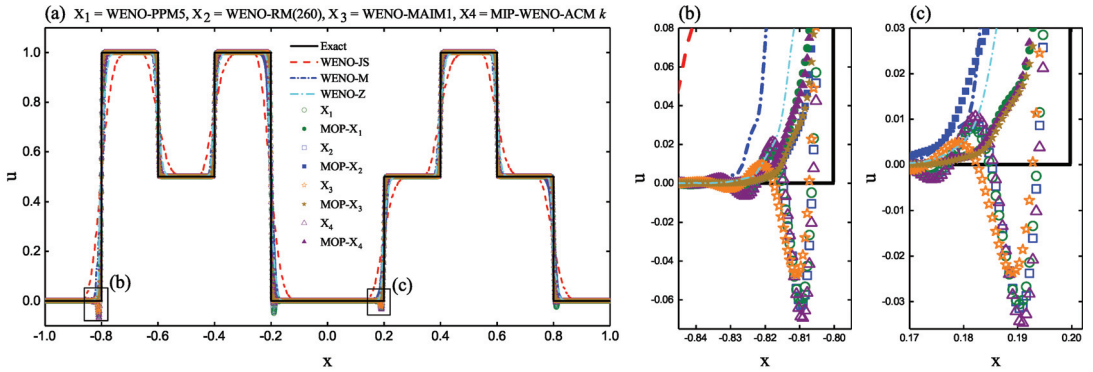 (a) X1 = WENO-PPM5, X2 = WENO-RM(260), X3 = WENO-MAIM1, X4 = MIP-WENO-ACM k
Exact
WENO-JS
WENO-M
WENO-Z
X1
MOP-X1
X2
MOP-X2
X3
MOP-X3
X4
MOP-X4
(b)
(c)
u
1.0
0.8
0.6
0.4
0.2
0.0
-1.0 -0.8 -0.6 -0.4 -0.2 0.0 0.2 0.4 0.6 0.8 1.0
x
(b)
u
0.08
0.06
0.04
0.02
0.00
-0.02
-0.04
-0.06
-0.84 -0.83 -0.82 -0.81 -0.80
x
(c)
u
0.03
0.02
0.01
0.00
-0.01
-0.02
-0.03
0.17 0.18 0.19 0.20
x